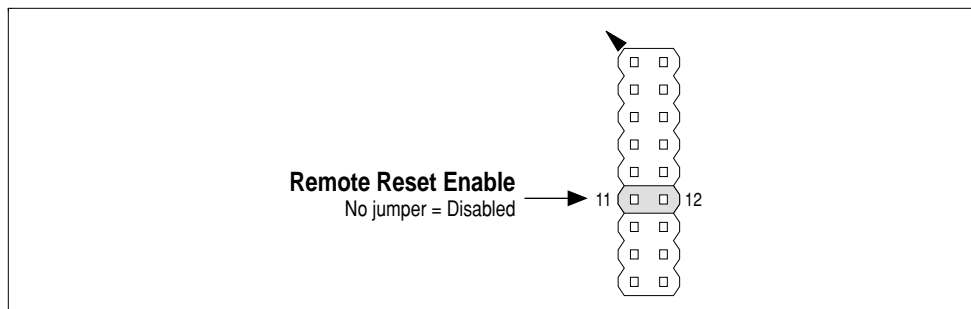 Remote Reset Enable
No jumper = Disabled
11
12